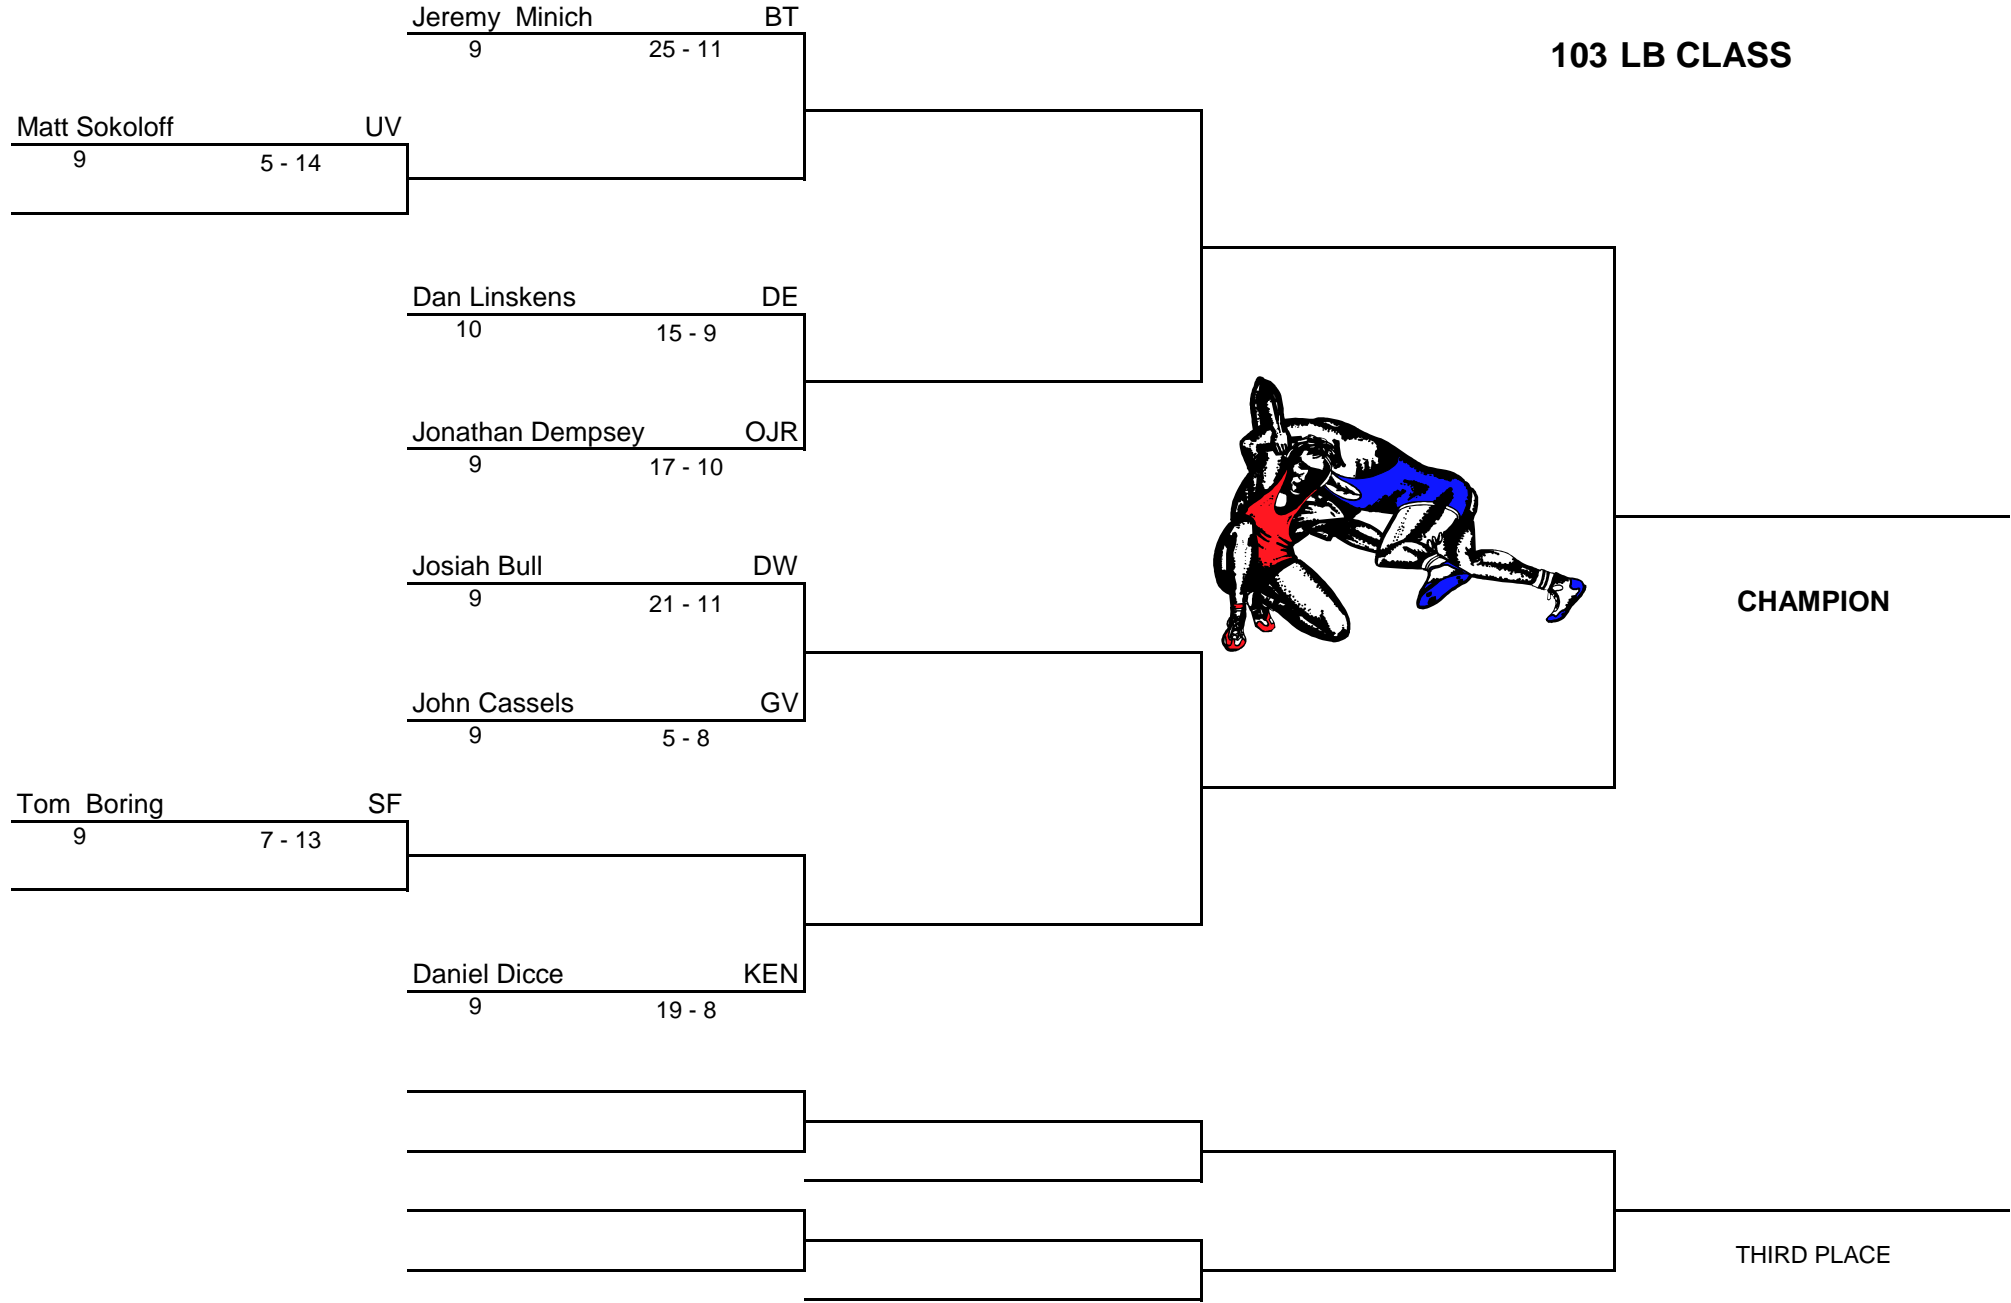 Jeremy  Minich BT
9 25 - 11
103 LB CLASS
Matt Sokoloff UV
9 5 - 14
Dan Linskens DE
10 15 - 9
Jonathan Dempsey OJR
9 17 - 10
Josiah Bull DW
9 21 - 11
CHAMPION
John Cassels GV
9 5 - 8
Tom  Boring SF
9 7 - 13
Daniel Dicce KEN
9 19 - 8
THIRD PLACE